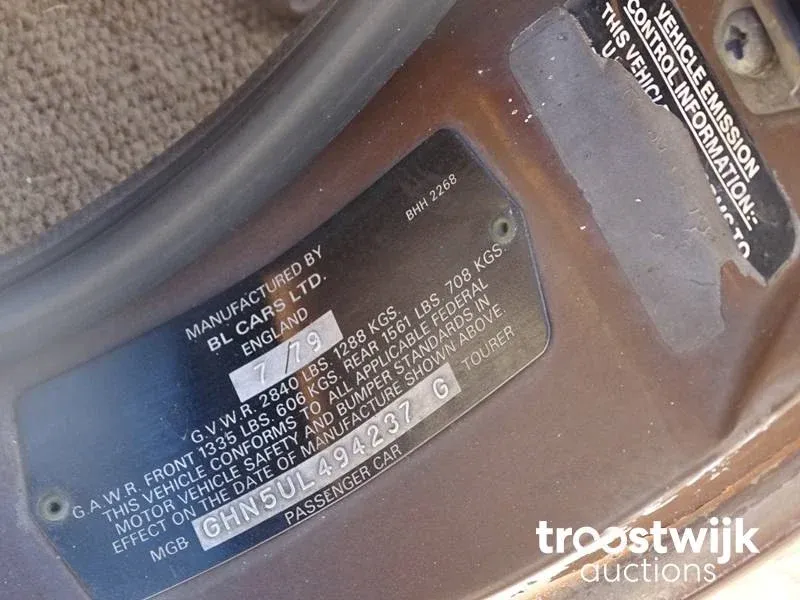 BHH 2268
MANUFACTURED BY
BL CARS LTD.
ENGLAND
7/79
G.V.W.R. 2840 LBS. 1288 KGS.
G.A.W.R. FRONT 1335 LBS. 606 KGS. REAR 1561 LBS. 708 KGS.
THIS VEHICLE CONFORMS TO ALL APPLICABLE FEDERAL
MOTOR VEHICLE SAFETY AND BUMPER STANDARDS IN
EFFECT ON THE DATE OF MANUFACTURE SHOWN ABOVE.
MGB GHN5UL494237 G TOURER
PASSENGER CAR
VEHICLE EMISSION
CONTROL INFORMATION:-
THIS VEHICL
TO
troostwijk
auctions